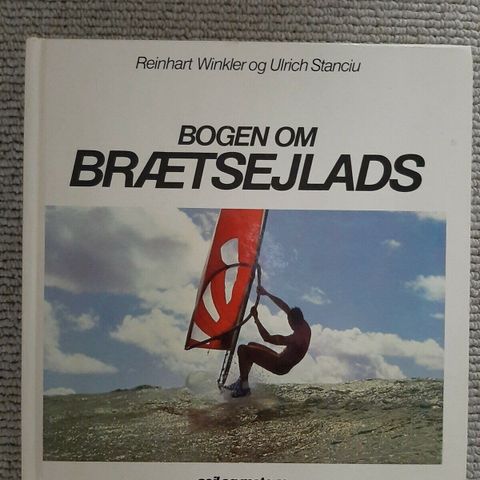 Reinhart Winkler og Ulrich Stanciu
BOGEN OM
BRÆTSEJLADS